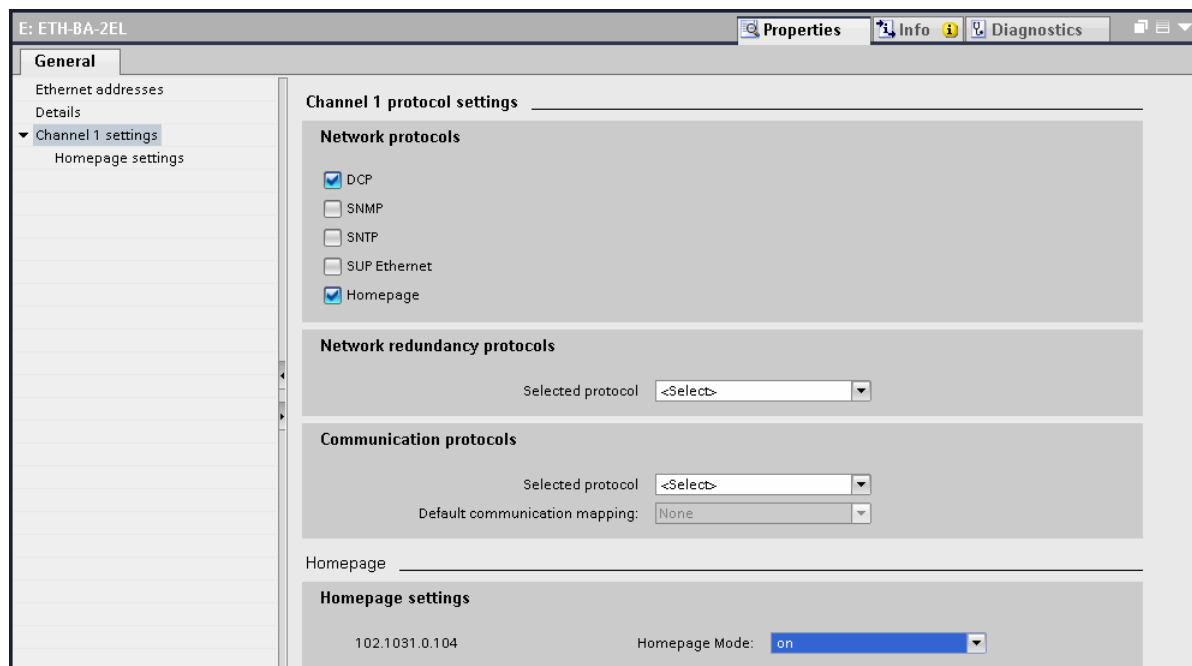 E: ETH-BA-2EL
Properties
Info
Diagnostics
General
Ethernet addresses
Details
Channel 1 settings
Homepage settings
Channel 1 protocol settings
Network protocols
DCP
SNMP
SNTP
SUP Ethernet
Homepage
Network redundancy protocols
Selected protocol <Select>
Communication protocols
Selected protocol <Select>
Default communication mapping: None
Homepage
Homepage settings
102.1031.0.104 Homepage Mode: on